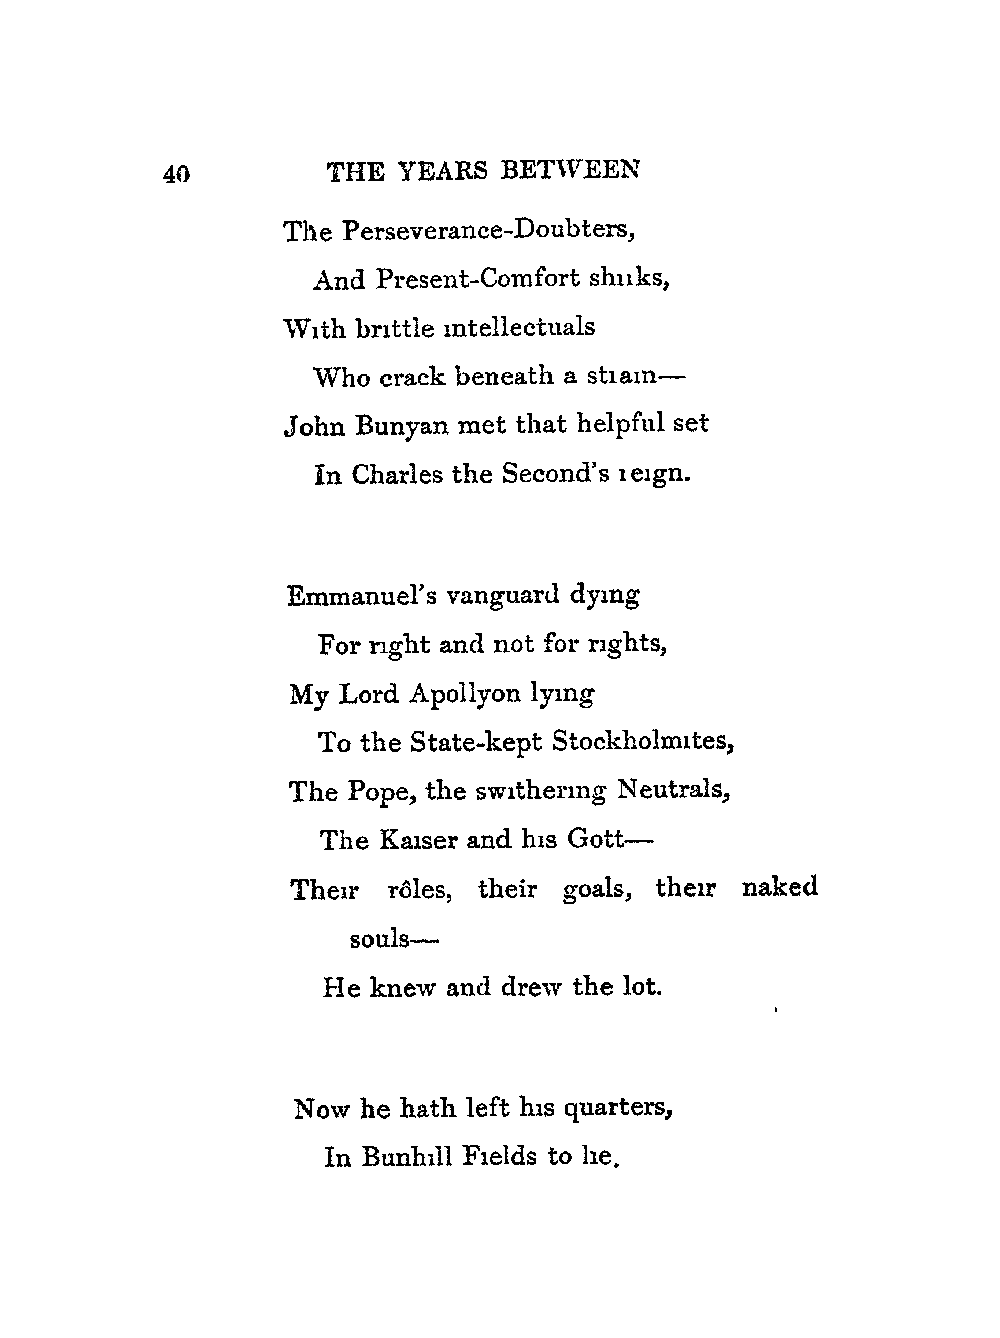 40 THE YEARS BETWEEN
The Perseverance-Doubters,
And Present-Comfort shirks,
With brittle intellectuals
Who crack beneath a strain—
John Bunyan met that helpful set
In Charles the Second's reign.
Emmanuel's vanguard dying
For right and not for rights,
My Lord Apollyon lying
To the State-kept Stockholmites,
The Pope, the swithering Neutrals,
The Kaiser and his Gott—
Their rôles, their goals, their naked
souls—
He knew and drew the lot.
Now he hath left his quarters,
In Bunhill Fields to lie.